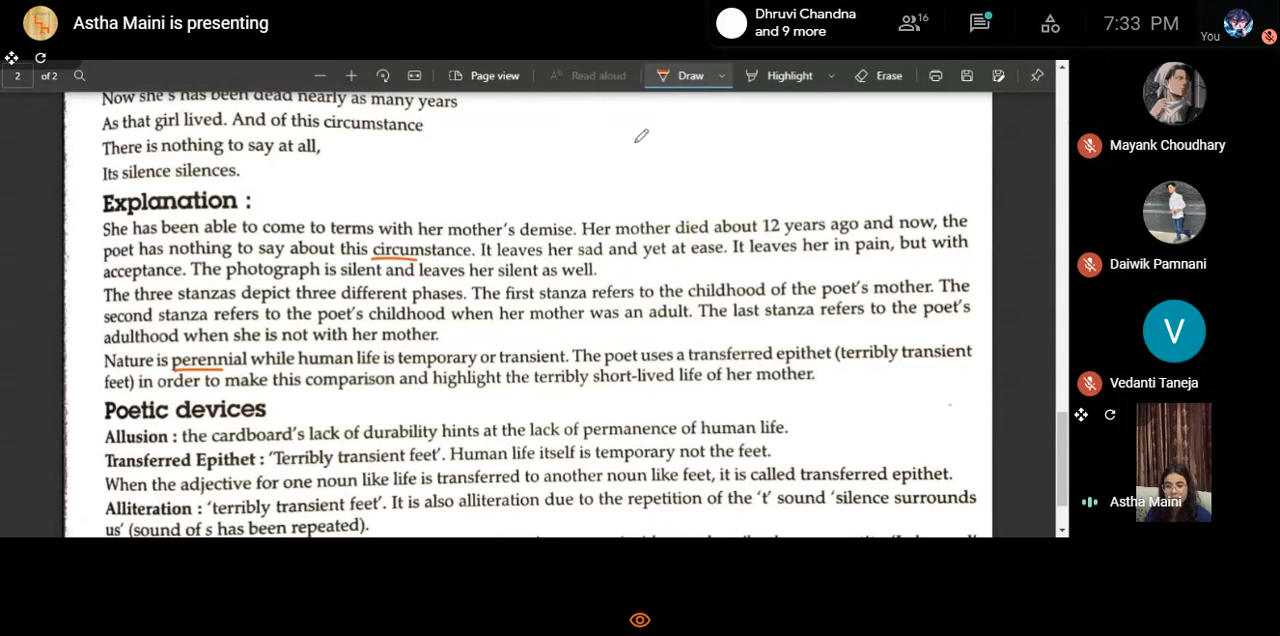 Astha Maini is presenting
Dhruvi Chandna
and 9 more
16
7:33 PM
You
2 of 2
Page view
Read aloud
Draw
Highlight
Erase
Now she's has been dead nearly as many years
As that girl lived. And of this circumstance
There is nothing to say at all,
Its silence silences.
Explanation :
She has been able to come to terms with her mother's demise. Her mother died about 12 years ago and now, the
poet has nothing to say about this circumstance. It leaves her sad and yet at ease. It leaves her in pain, but with
acceptance. The photograph is silent and leaves her silent as well.
The three stanzas depict three different phases. The first stanza refers to the childhood of the poet's mother. The
second stanza refers to the poet's childhood when her mother was an adult. The last stanza refers to the poet's
adulthood when she is not with her mother.
Nature is perennial while human life is temporary or transient. The poet uses a transferred epithet (terribly transient
feet) in order to make this comparison and highlight the terribly short-lived life of her mother.
Poetic devices
Allusion : the cardboard's lack of durability hints at the lack of permanence of human life.
Transferred Epithet : 'Terribly transient feet'. Human life itself is temporary not the feet.
When the adjective for one noun like life is transferred to another noun like feet, it is called transferred epithet.
Alliteration : 'terribly transient feet'. It is also alliteration due to the repetition of the 't' sound 'silence surrounds
us' (sound of s has been repeated).
Mayank Choudhary
Daiwik Pamnani
V
Vedanti Taneja
Astha Maini